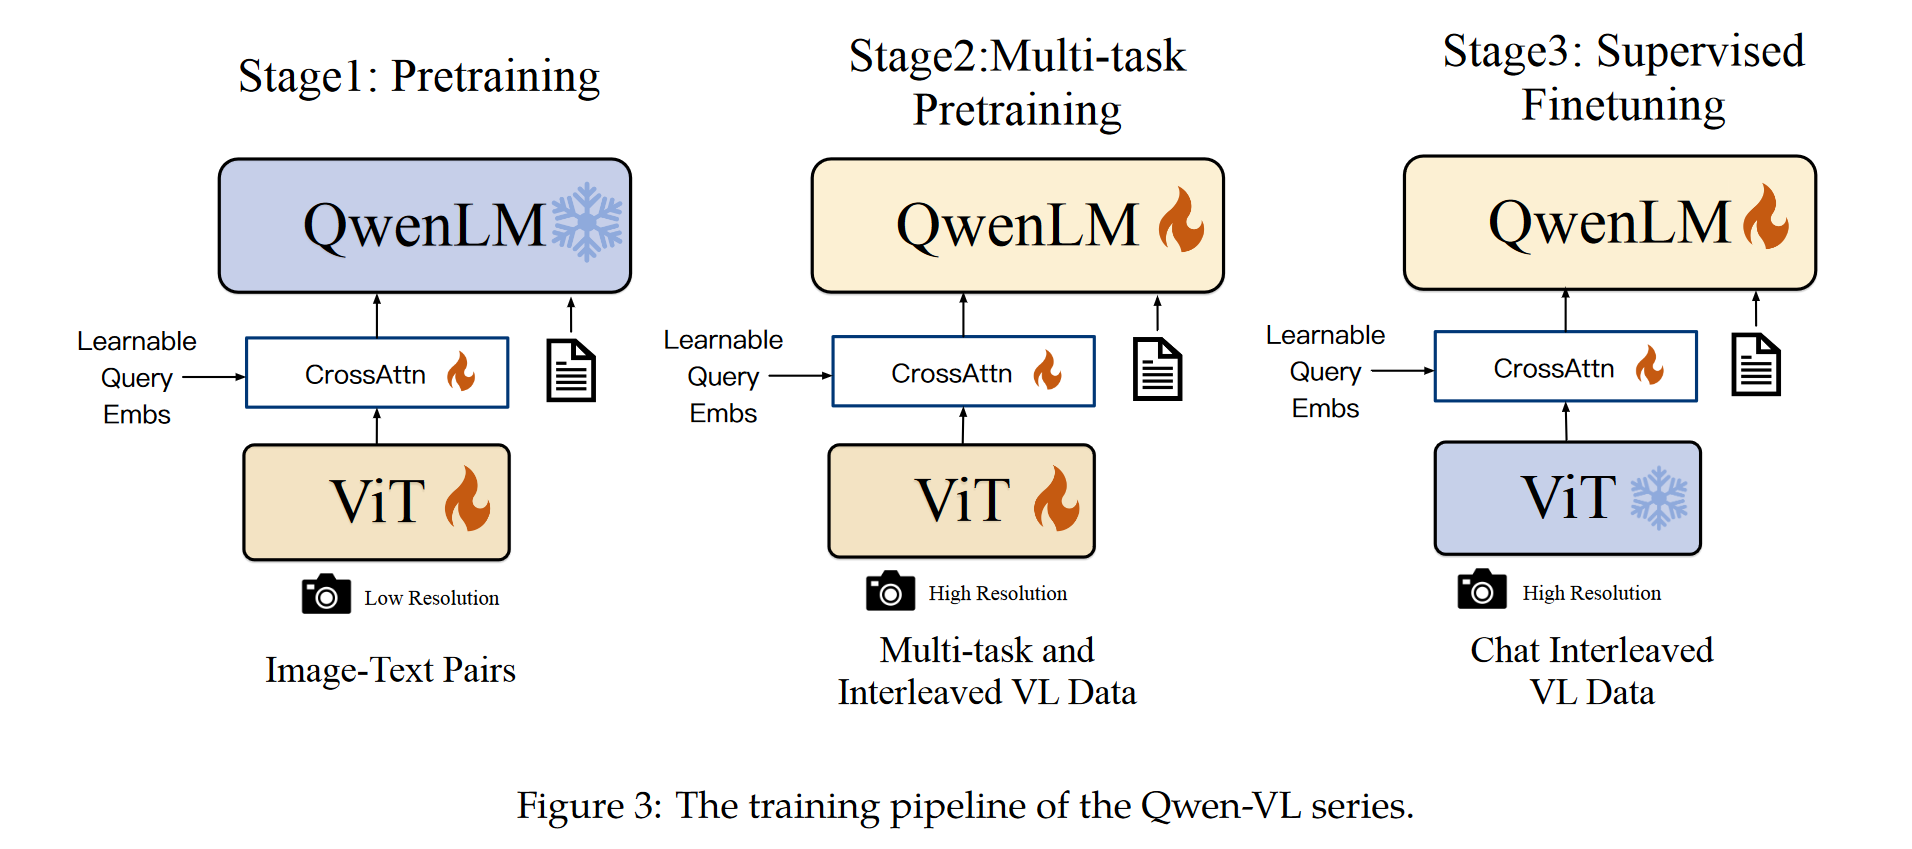 Stage1: Pretraining
QwenLM
Learnable
Query
Embs
CrossAttn
ViT
Low Resolution
Image-Text Pairs
Stage2:Multi-task
Pretraining
QwenLM
Learnable
Query
Embs
CrossAttn
ViT
High Resolution
Multi-task and
Interleaved VL Data
Stage3: Supervised
Finetuning
QwenLM
Learnable
Query
Embs
CrossAttn
ViT
High Resolution
Chat Interleaved
VL Data
Figure 3: The training pipeline of the Qwen-VL series.